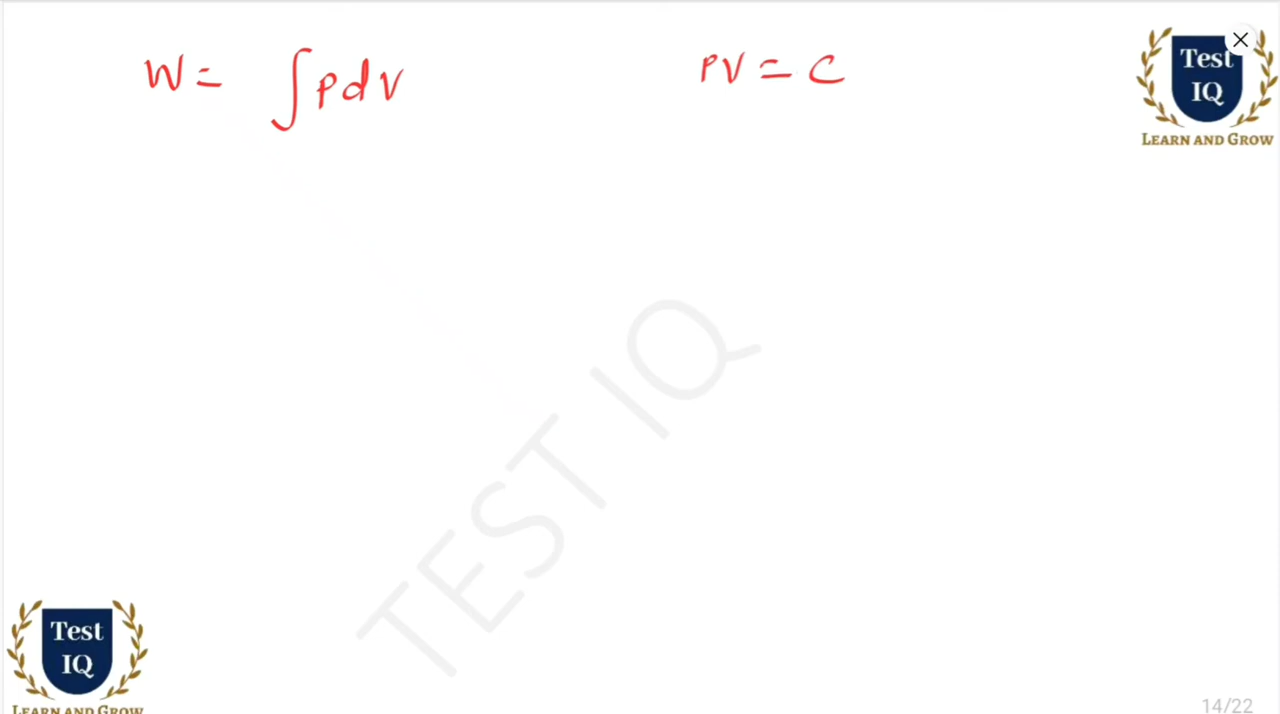 W= ∫pdv PV = C
Test
IQ
LEARN AND GROW
TEST IQ
Test
IQ
LEARN AND GROW
14/22